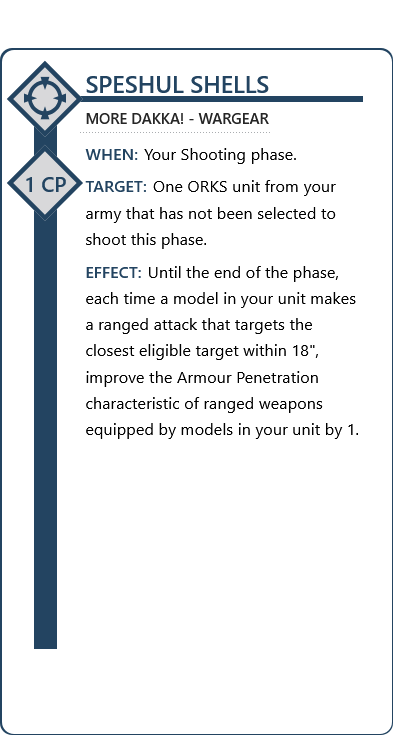 SPESHUL SHELLS
MORE DAKKA! - WARGEAR
WHEN: Your Shooting phase.
1 CP
TARGET: One ORKS unit from your
army that has not been selected to
shoot this phase.
EFFECT: Until the end of the phase,
each time a model in your unit makes
a ranged attack that targets the
closest eligible target within 18",
improve the Armour Penetration
characteristic of ranged weapons
equipped by models in your unit by 1.